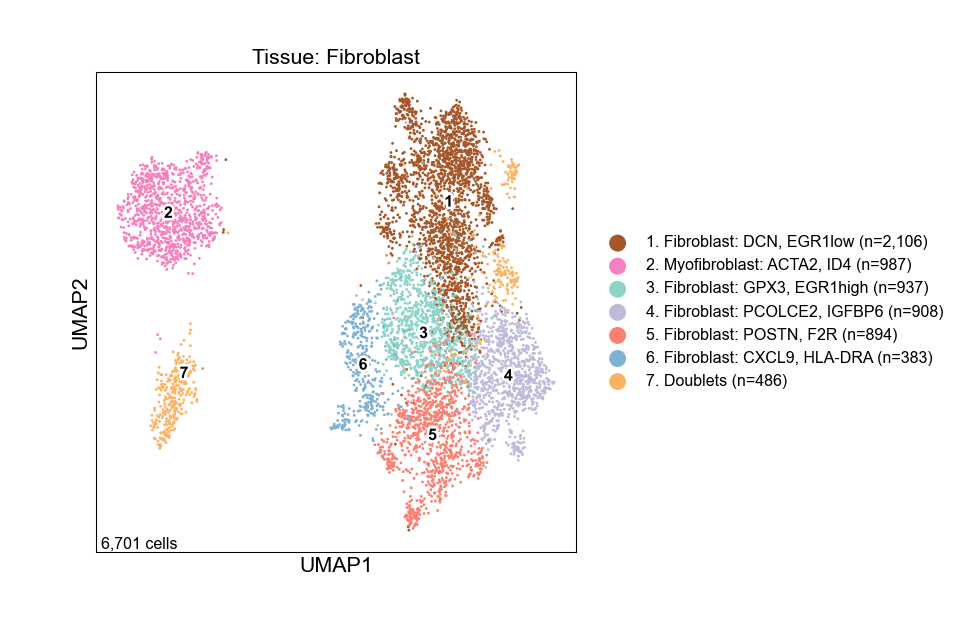 Tissue: Fibroblast
UMAP2
1
2
3
4
5
6
7
6,701 cells
UMAP1
1. Fibroblast: DCN, EGR1low (n=2,106)
2. Myofibroblast: ACTA2, ID4 (n=987)
3. Fibroblast: GPX3, EGR1high (n=937)
4. Fibroblast: PCOLCE2, IGFBP6 (n=908)
5. Fibroblast: POSTN, F2R (n=894)
6. Fibroblast: CXCL9, HLA-DRA (n=383)
7. Doublets (n=486)